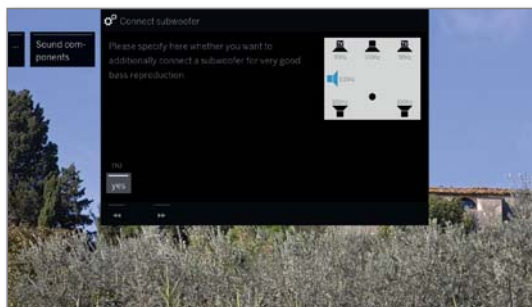 Connect subwoofer
...
Sound com-
ponents
Please specify here whether you want to
additionally connect a subwoofer for very good
bass reproduction
no
yes